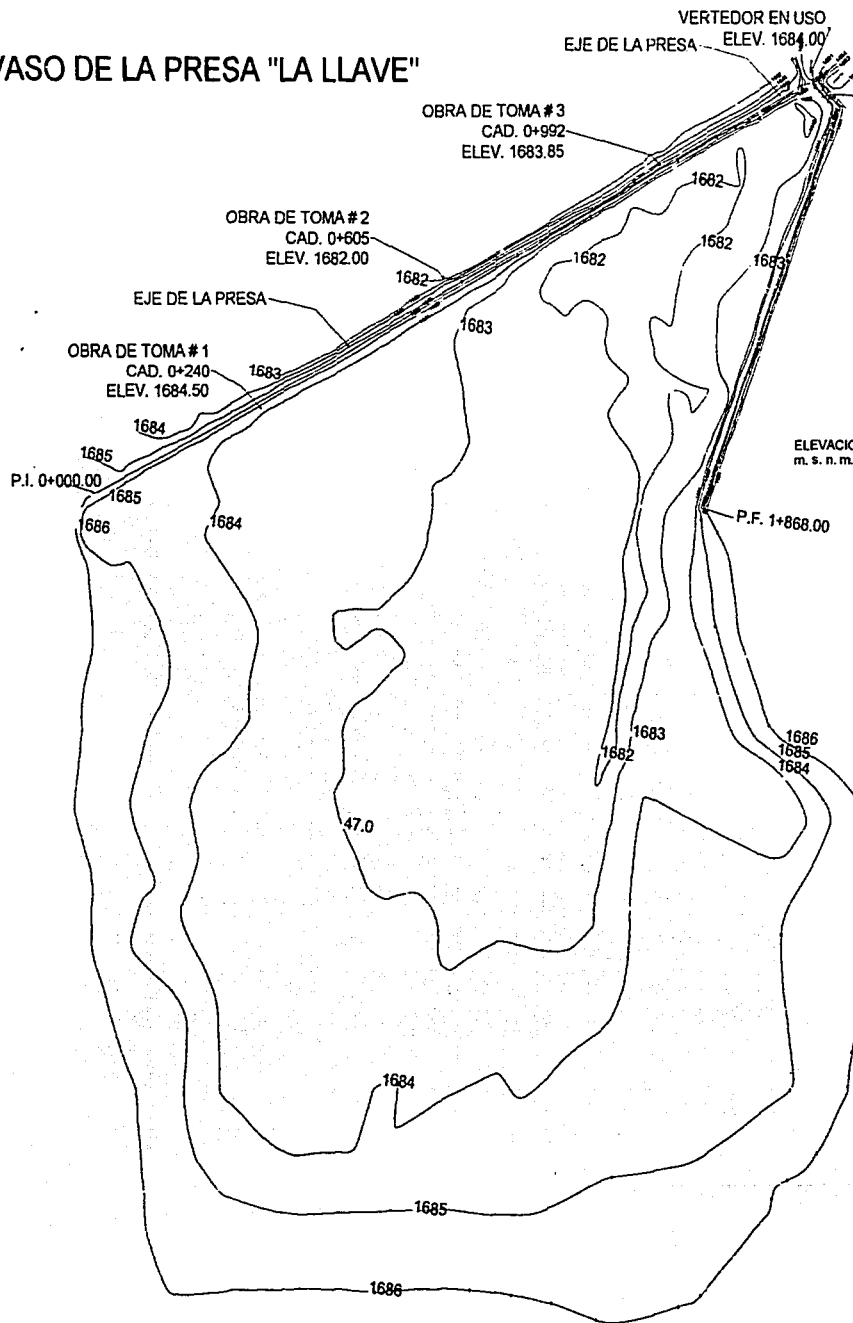 VASO DE LA PRESA "LA LLAVE"
VERTEDOR EN USO
ELEV. 1684.00
EJE DE LA PRESA
OBRA DE TOMA # 3
CAD. 0+992
ELEV. 1683.85
1682
OBRA DE TOMA # 2
CAD. 0+605
ELEV. 1682.00
1682
1682
1682
1683
EJE DE LA PRESA
1683
OBRA DE TOMA # 1
CAD. 0+240
ELEV. 1684.50
1683
1684
1685
P.I. 0+000.00
1685
1686
1684
m. s. n. m.
P.F. 1+868.00
1686
1685
1684
1683
1682
47.0
1684
1685
1686